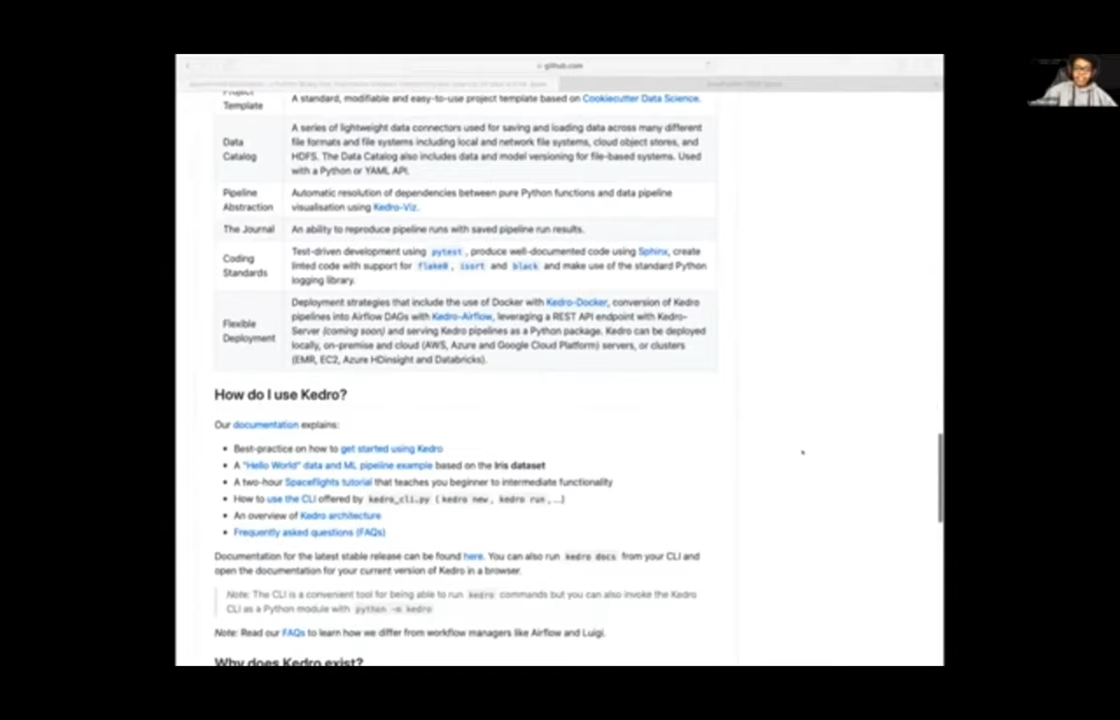 github.com
Project
Template
A standard, modifiable and easy-to-use project template based on Cookiecutter Data Science.
Data
Catalog
A series of lightweight data connectors used for saving and loading data across many different
file formats and file systems including local and network file systems, cloud object stores, and
HDFS. The Data Catalog also includes data and model versioning for file-based systems. Used
with a Python or YAML API.
Pipeline
Abstraction
Automatic resolution of dependencies between pure Python functions and data pipeline
visualisation using Kedro-Viz.
The Journal
An ability to reproduce pipeline runs with saved pipeline run results.
Coding
Standards
Test-driven development using pytest, produce well-documented code using Sphinx, create
linted code with support for flake8, isort and black and make use of the standard Python
logging library.
Flexible
Deployment
Deployment strategies that include the use of Docker with Kedro-Docker, conversion of Kedro
pipelines into Airflow DAGs with Kedro-Airflow, leveraging a REST API endpoint with Kedro-
Server (coming soon) and serving Kedro pipelines as a Python package. Kedro can be deployed
locally, on-premise and cloud (AWS, Azure and Google Cloud Platform) servers, or clusters
(EMR, EC2, Azure HDinsight and Databricks).
How do I use Kedro?
Our documentation explains:
• Best-practice on how to get started using Kedro
• A "Hello World" data and ML pipeline example based on the Iris dataset
• A two-hour Spaceflights tutorial that teaches you beginner to intermediate functionality
• How to use the CLI offered by kedro_cli.py (kedro new, kedro run, ...)
• An overview of Kedro architecture
• Frequently asked questions (FAQs)
Documentation for the latest stable release can be found here. You can also run kedro docs from your CLI and
open the documentation for your current version of Kedro in a browser.
Note: The CLI is a convenient tool for being able to run kedro commands but you can also invoke the Kedro
CLI as a Python module with python -m kedro
Note: Read our FAQs to learn how we differ from workflow managers like Airflow and Luigi.
Why does Kedro exist?